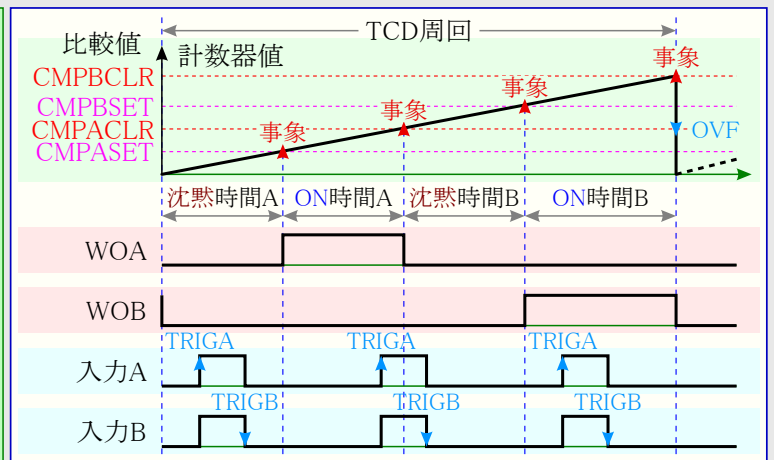 TCD周回
比較値
計数器値
事象
CMPBCLR
CMPBSET
事象
CMPACLR
事象
OVF
事象
CMPASET
沈黙時間A
ON時間A
沈黙時間B
ON時間B
WOA
WOB
TRIGA
TRIGA
TRIGA
入力A
TRIGB
TRIGB
TRIGB
入力B